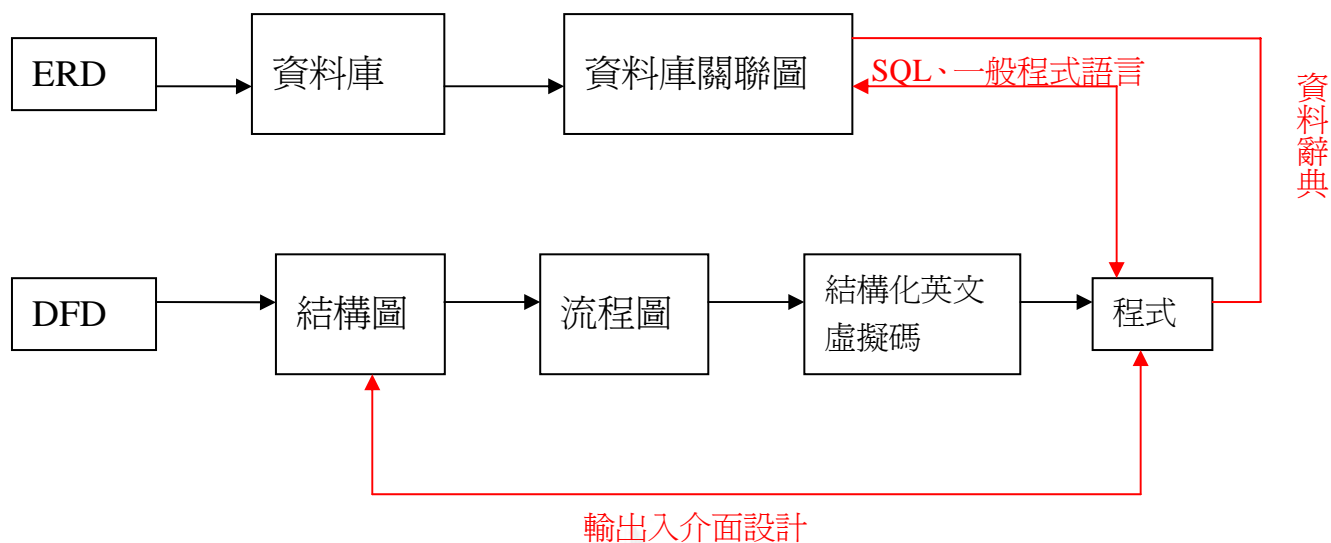 ERD
資料庫
資料庫關聯圖
SQL、一般程式語言
資料辭典
DFD
結構圖
流程圖
結構化英文
虛擬碼
程式
輸出入介面設計